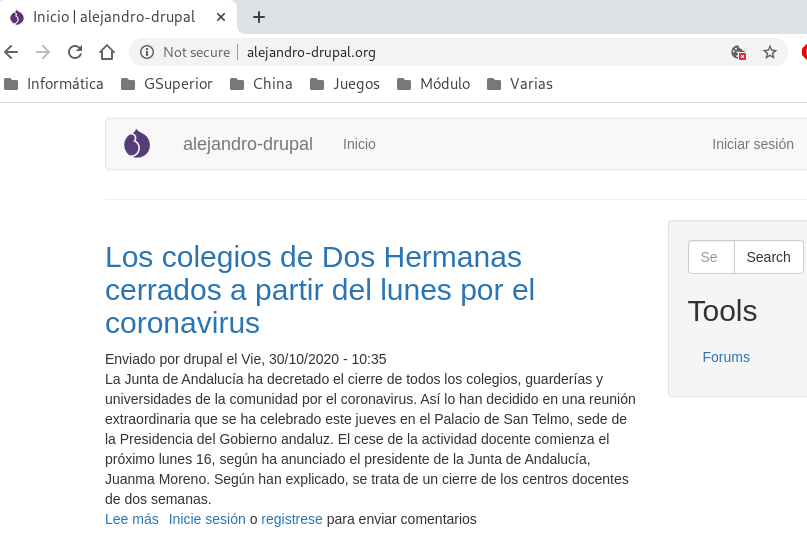 Inicio | alejandro-drupal
Not secure | alejandro-drupal.org
Informática GSuperior China Juegos Módulo Varias
alejandro-drupal Inicio Iniciar sesión
Los colegios de Dos Hermanas
cerrados a partir del lunes por el
coronavirus
Enviado por drupal el Vie, 30/10/2020 - 10:35
La Junta de Andalucía ha decretado el cierre de todos los colegios, guarderías y
universidades de la comunidad por el coronavirus. Así lo han decidido en una reunión
extraordinaria que se ha celebrado este jueves en el Palacio de San Telmo, sede de
la Presidencia del Gobierno andaluz. El cese de la actividad docente comienza el
próximo lunes 16, según ha anunciado el presidente de la Junta de Andalucía,
Juanma Moreno. Según han explicado, se trata de un cierre de los centros docentes
de dos semanas.
Lee más Inicie sesión o registrese para enviar comentarios
Se Search
Tools
Forums